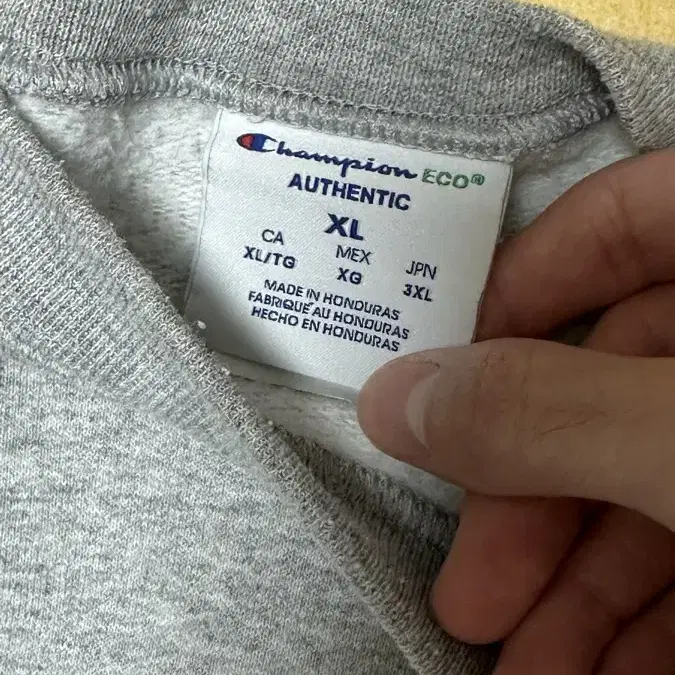 Champion ECO®
AUTHENTIC
XL
CA MEX JPN
XL/TG XG 3XL
MADE IN HONDURAS
FABRIQUÉ AU HONDURAS
HECHO EN HONDURAS